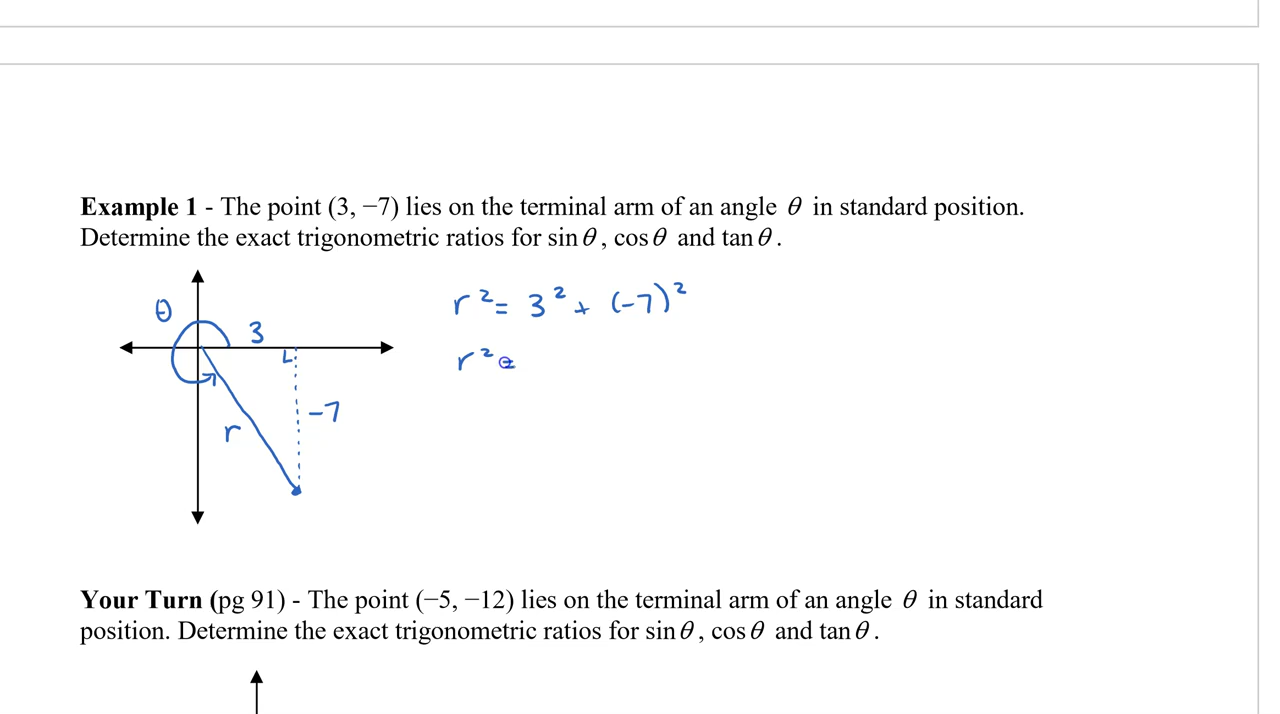 Example 1 - The point (3, −7) lies on the terminal arm of an angle θ in standard position.
Determine the exact trigonometric ratios for sin θ , cos θ and tan θ .
θ
3
-7
r
r² = 3² + (-7)²
r² =
Your Turn (pg 91) - The point (−5, −12) lies on the terminal arm of an angle θ in standard
position. Determine the exact trigonometric ratios for sin θ , cos θ and tan θ .